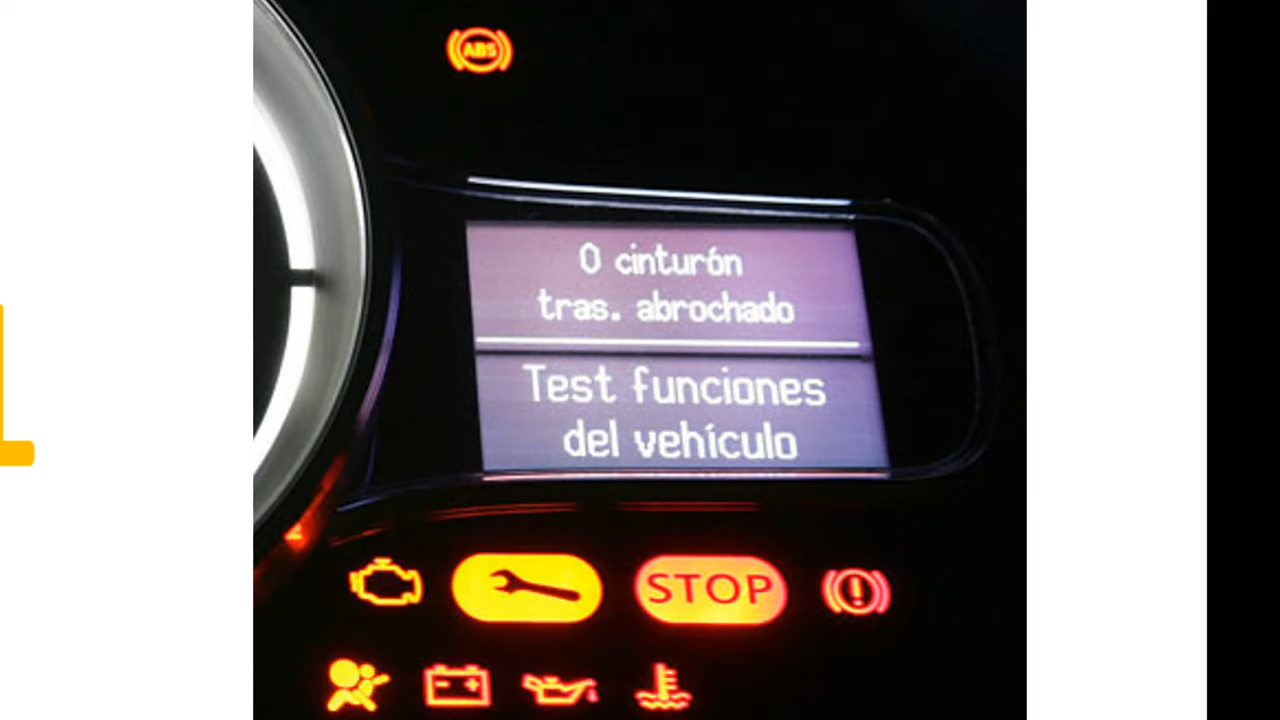 ABS
0 cinturón
tras. abrochado
Test funciones
del vehículo
STOP